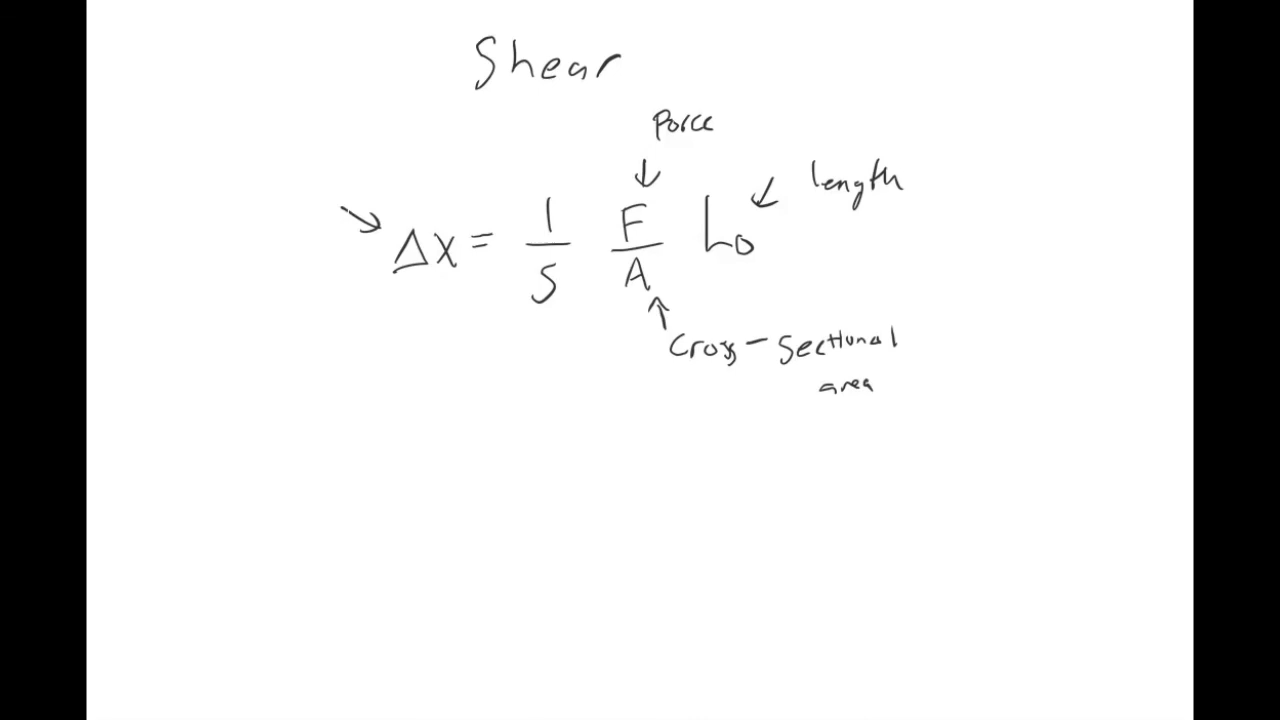 Shear
Force
length
Δx = 1/S F/A L₀
Cross-Sectional
area